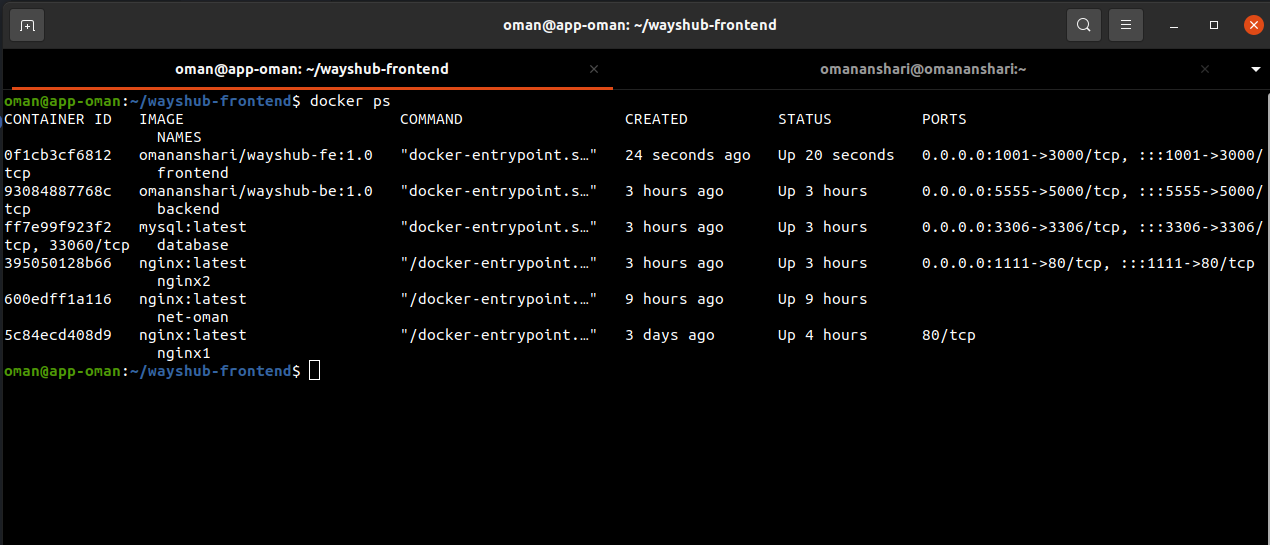 oman@app-oman: ~/wayshub-frontend
oman@app-oman: ~/wayshub-frontend
omananshari@omananshari:~
oman@app-oman:~/wayshub-frontend$ docker ps
CONTAINER ID   IMAGE                        COMMAND                  CREATED          STATUS          PORTS
                 NAMES
0f1cb3cf6812   omananshari/wayshub-fe:1.0   "docker-entrypoint.s…"   24 seconds ago   Up 20 seconds   0.0.0.0:1001->3000/tcp, :::1001->3000/
tcp              frontend
93084887768c   omananshari/wayshub-be:1.0   "docker-entrypoint.s…"   3 hours ago      Up 3 hours      0.0.0.0:5555->5000/tcp, :::5555->5000/
tcp              backend
ff7e99f923f2   mysql:latest                 "docker-entrypoint.s…"   3 hours ago      Up 3 hours      0.0.0.0:3306->3306/tcp, :::3306->3306/
tcp, 33060/tcp   database
395050128b66   nginx:latest                 "/docker-entrypoint.…"   3 hours ago      Up 3 hours      0.0.0.0:1111->80/tcp, :::1111->80/tcp
                 nginx2
600edff1a116   nginx:latest                 "/docker-entrypoint.…"   9 hours ago      Up 9 hours
                 net-oman
5c84ecd408d9   nginx:latest                 "/docker-entrypoint.…"   3 days ago       Up 4 hours      80/tcp
                 nginx1
oman@app-oman:~/wayshub-frontend$